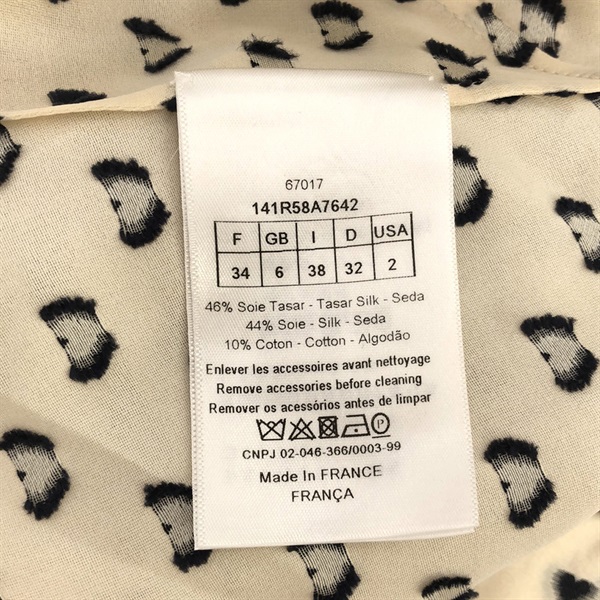 67017
141R58A7642
F GB I D USA
34 6 38 32 2
46% Soie Tasar - Tasar Silk - Seda
44% Soie - Silk - Seda
10% Coton - Cotton - Algodão
Enlever les accessoires avant nettoyage
Remove accessories before cleaning
Remover os acessórios antes de limpar
P
CNPJ 02-046-366/0003-99
Made In FRANCE
FRANÇA